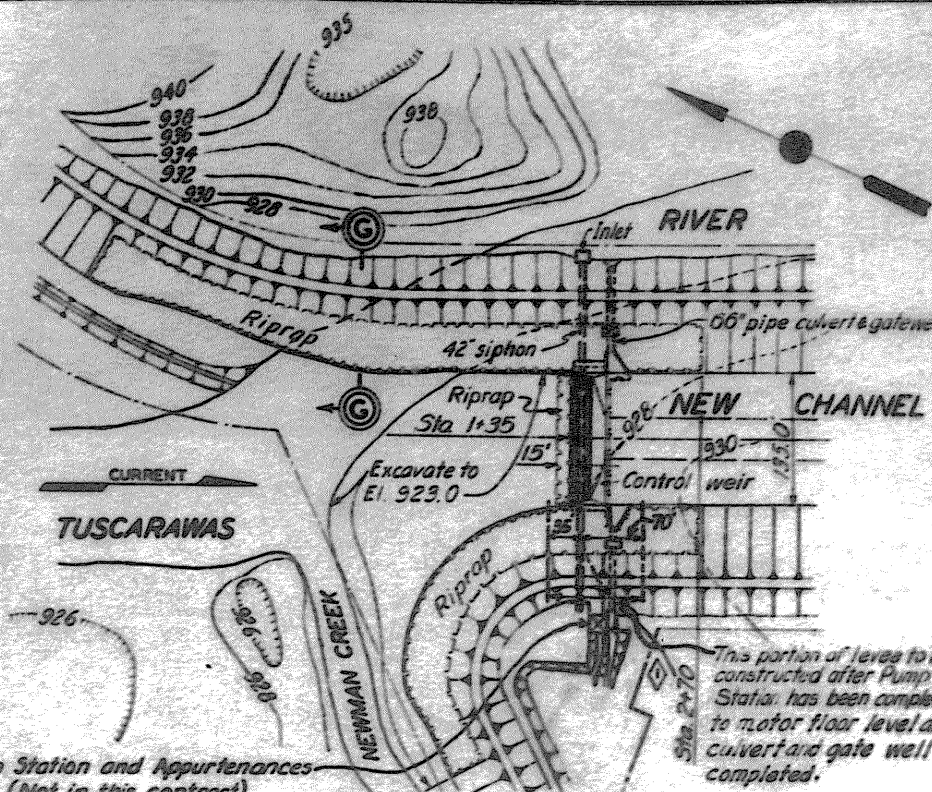 935
940
938
936
934
932
930
928
938
G
Inlet
RIVER
Riprap
42" siphon
66" pipe culvert &
G
Riprap
Sta 1+35
15'
928
NEW CHANNEL
930
135.0
Excavate to
El. 923.0
Control weir
CURRENT
TUSCARAWAS
35'
70'
Riprap
926
926
928
NEWMAN CREEK
Sta. 2+70
This portion of levee to
constructed after Pump
Station has been
to motor floor level
culvert and gate well
completed.
Station and Appurtenances
(Not in this contract)